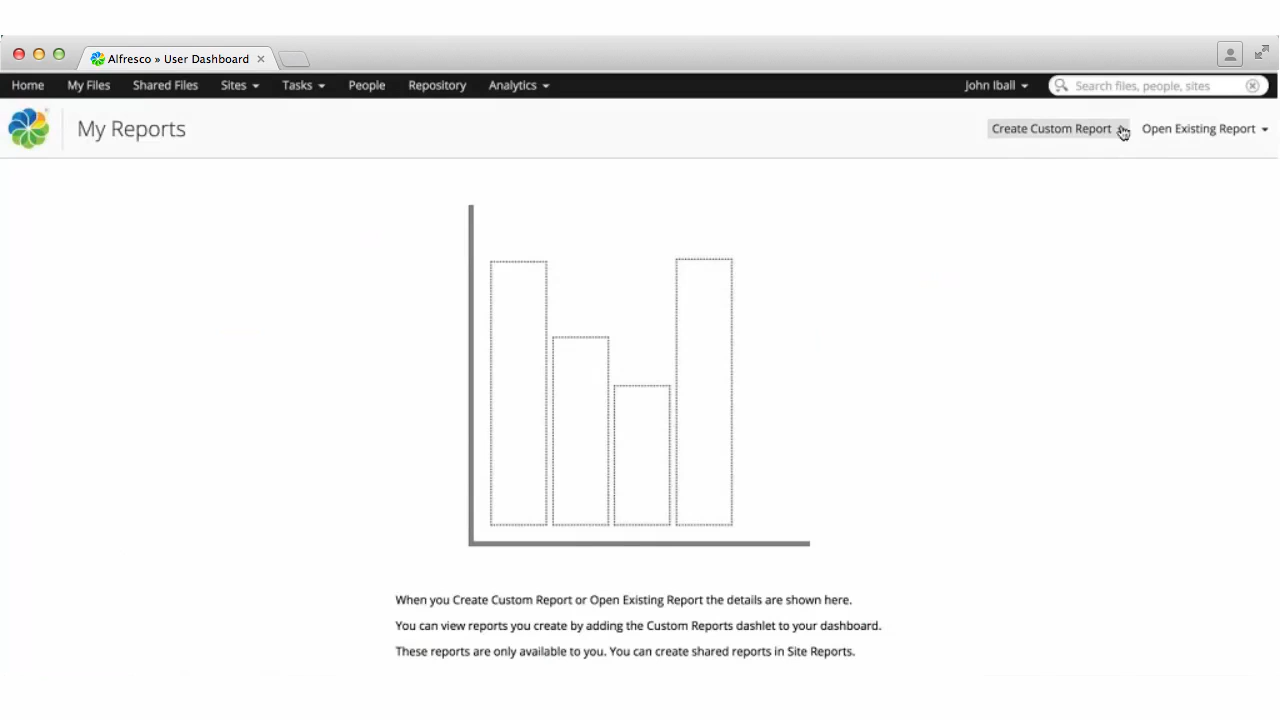 Alfresco » User Dashboard
Home My Files Shared Files Sites Tasks People Repository Analytics John Iball Search files, people, sites
My Reports Create Custom Report Open Existing Report
When you Create Custom Report or Open Existing Report the details are shown here.
You can view reports you create by adding the Custom Reports dashlet to your dashboard.
These reports are only available to you. You can create shared reports in Site Reports.